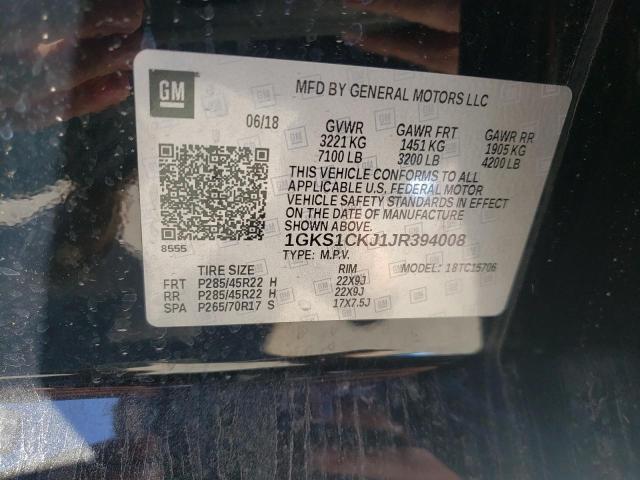 GM
MFD BY GENERAL MOTORS LLC
06/18 GVWR GAWR FRT GAWR RR
3221 KG 1451 KG 1905 KG
7100 LB 3200 LB 4200 LB
THIS VEHICLE CONFORMS TO ALL
APPLICABLE U.S. FEDERAL MOTOR
VEHICLE SAFETY STANDARDS IN EFFECT
ON THE DATE OF MANUFACTURE
SHOWN ABOVE.
8555 1GKS1CKJ1JR394008
TYPE: M.P.V. MODEL: 18TC15706
TIRE SIZE RIM
FRT P285/45R22 H 22X9J
RR P285/45R22 H 22X9J
SPA P265/70R17 S 17X7.5J